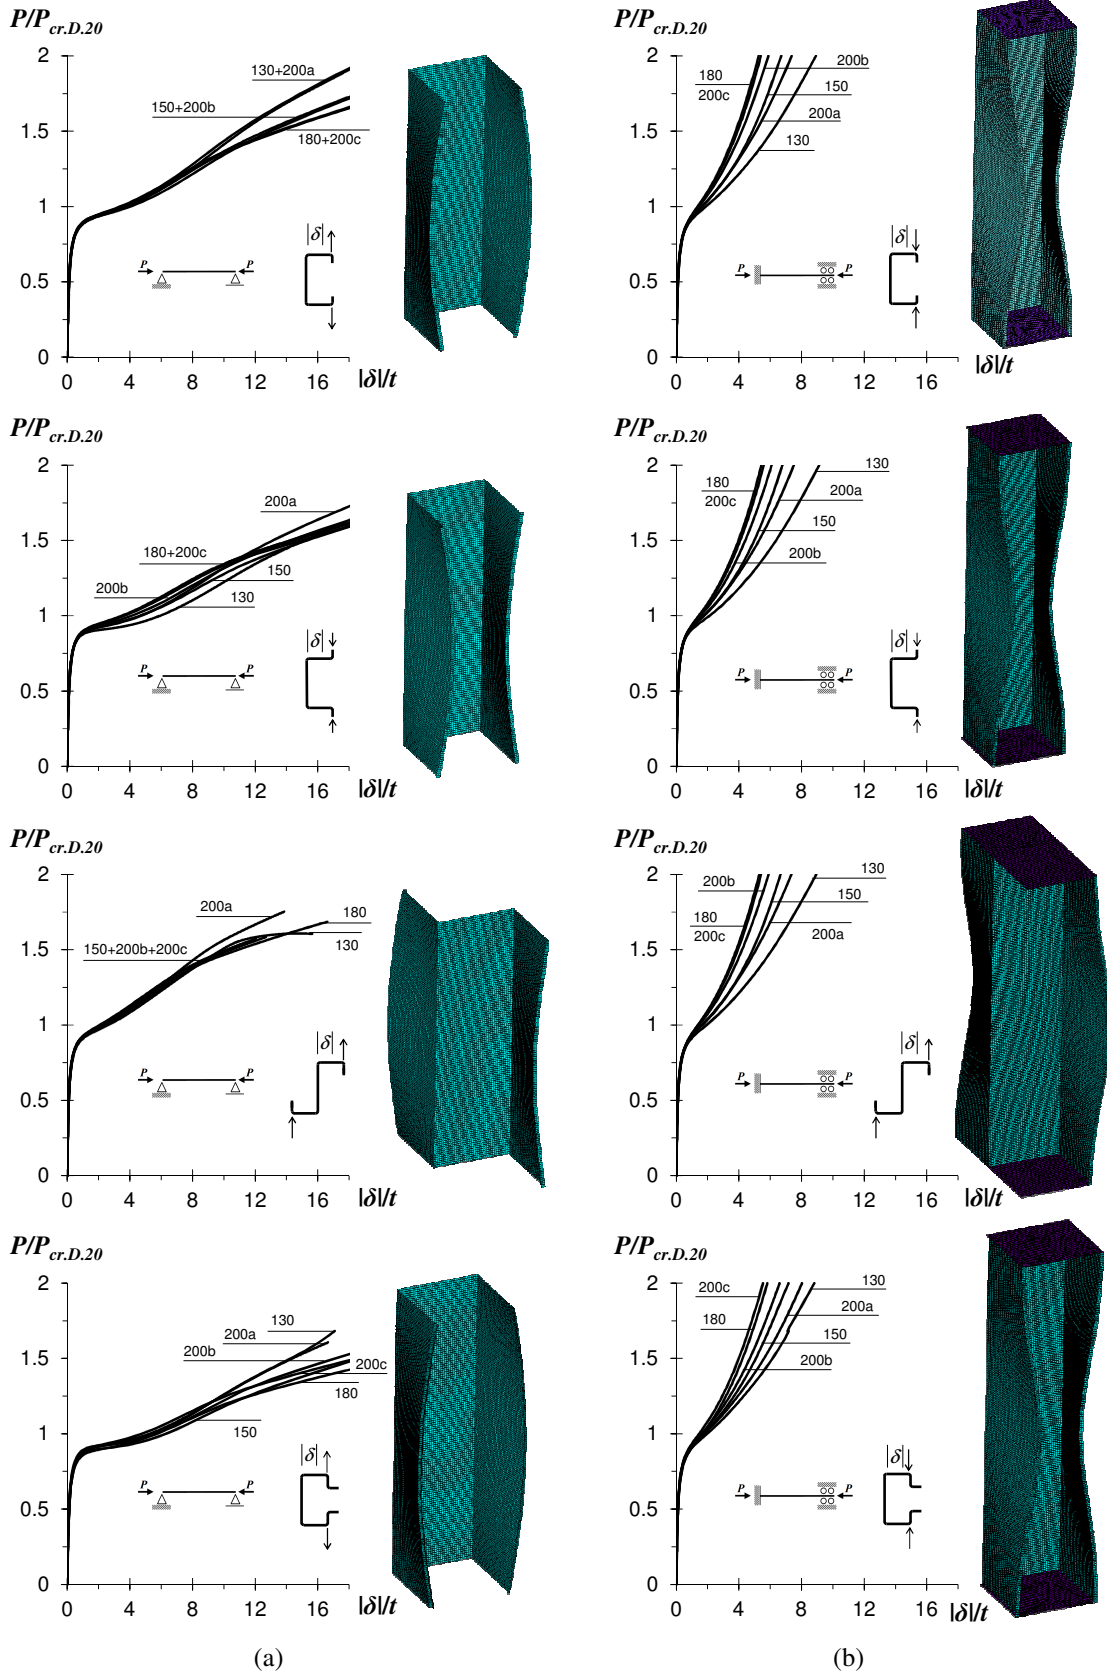 P/Pcr.D.20
2
1.5
1
0.5
0
0 4 8 12 16
|δ|/t
130+200a
150+200b
180+200c
|δ|
P P
P/Pcr.D.20
2
1.5
1
0.5
0
0 4 8 12 16
|δ|/t
200b
180
200c
150
200a
130
|δ|
P P
P/Pcr.D.20
2
1.5
1
0.5
0
0 4 8 12 16
|δ|/t
200a
180+200c
150
200b
130
|δ|
P P
P/Pcr.D.20
2
1.5
1
0.5
0
0 4 8 12 16
|δ|/t
130
180
200c
200a
150
200b
|δ|
P P
P/Pcr.D.20
2
1.5
1
0.5
0
0 4 8 12 16
|δ|/t
200a
180
150+200b+200c
130
|δ|
P P
P/Pcr.D.20
2
1.5
1
0.5
0
0 4 8 12 16
|δ|/t
130
200b
150
180
200c
200a
|δ|
P P
P/Pcr.D.20
2
1.5
1
0.5
0
0 4 8 12 16
|δ|/t
130
200a
200b
200c
180
150
|δ|
P P
P/Pcr.D.20
2
1.5
1
0.5
0
0 4 8 12 16
|δ|/t
200c
130
200a
180
150
200b
|δ|
P P
(a)
(b)